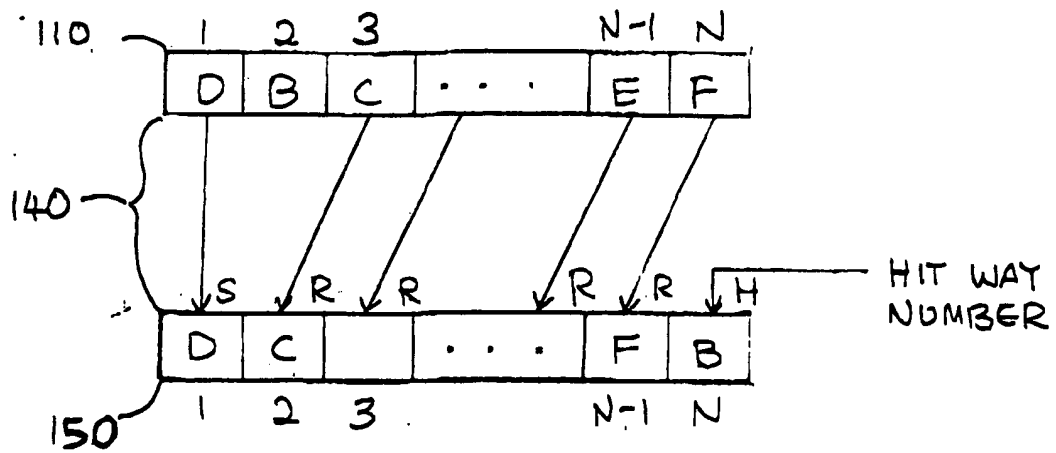 110 1 2 3 N-1 N
D B C . . . E F
140
S R R R R H HIT WAY NUMBER
D C . . . F B
150 1 2 3 N-1 N